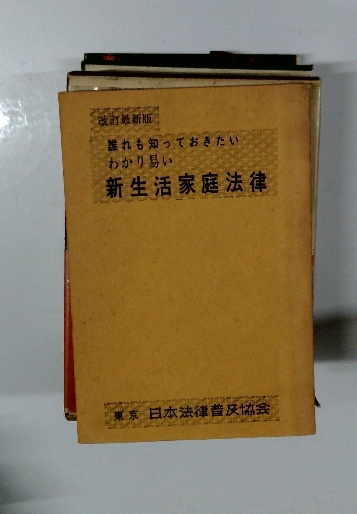 改訂最新版
誰れも知っておきたい
わかり易い
新生活家庭法律
東京 日本法律普及協会